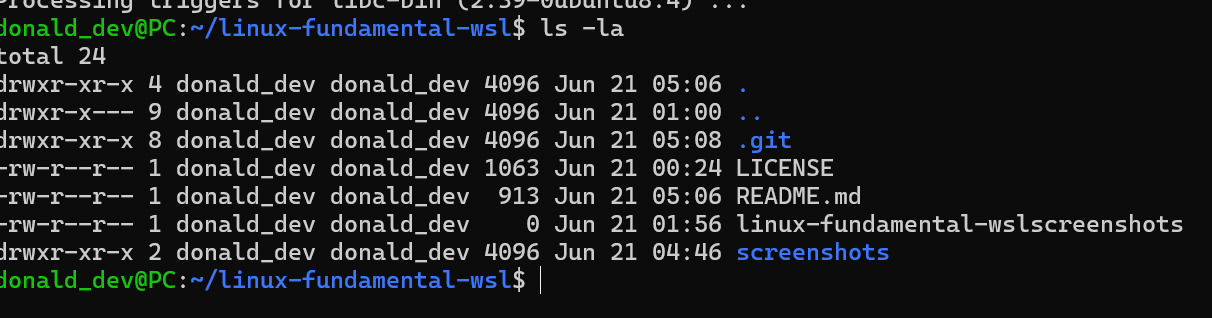 Processing triggers for libc-bin (2.39-0ubuntu8.4) ...
donald_dev@PC:~/linux-fundamental-wsl$ ls -la
total 24
drwxr-xr-x 4 donald_dev donald_dev 4096 Jun 21 05:06 .
drwxr-x--- 9 donald_dev donald_dev 4096 Jun 21 01:00 ..
drwxr-xr-x 8 donald_dev donald_dev 4096 Jun 21 05:08 .git
-rw-r--r-- 1 donald_dev donald_dev 1063 Jun 21 00:24 LICENSE
-rw-r--r-- 1 donald_dev donald_dev  913 Jun 21 05:06 README.md
-rw-r--r-- 1 donald_dev donald_dev    0 Jun 21 01:56 linux-fundamental-wslscreenshots
drwxr-xr-x 2 donald_dev donald_dev 4096 Jun 21 04:46 screenshots
donald_dev@PC:~/linux-fundamental-wsl$